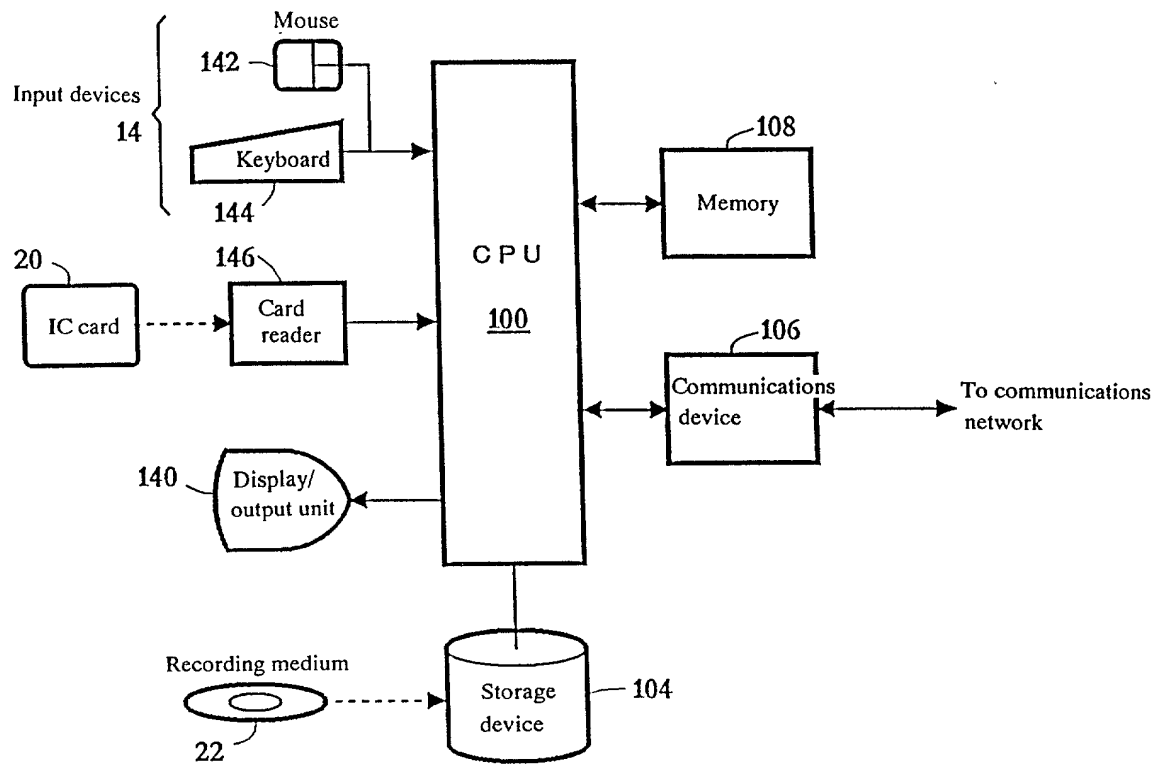 Mouse
142
Input devices
14
Keyboard
144
108
Memory
CPU
100
20
IC card
146
Card
reader
106
Communications
device
To communications
network
140
Display/
output unit
Recording medium
22
Storage
device
104